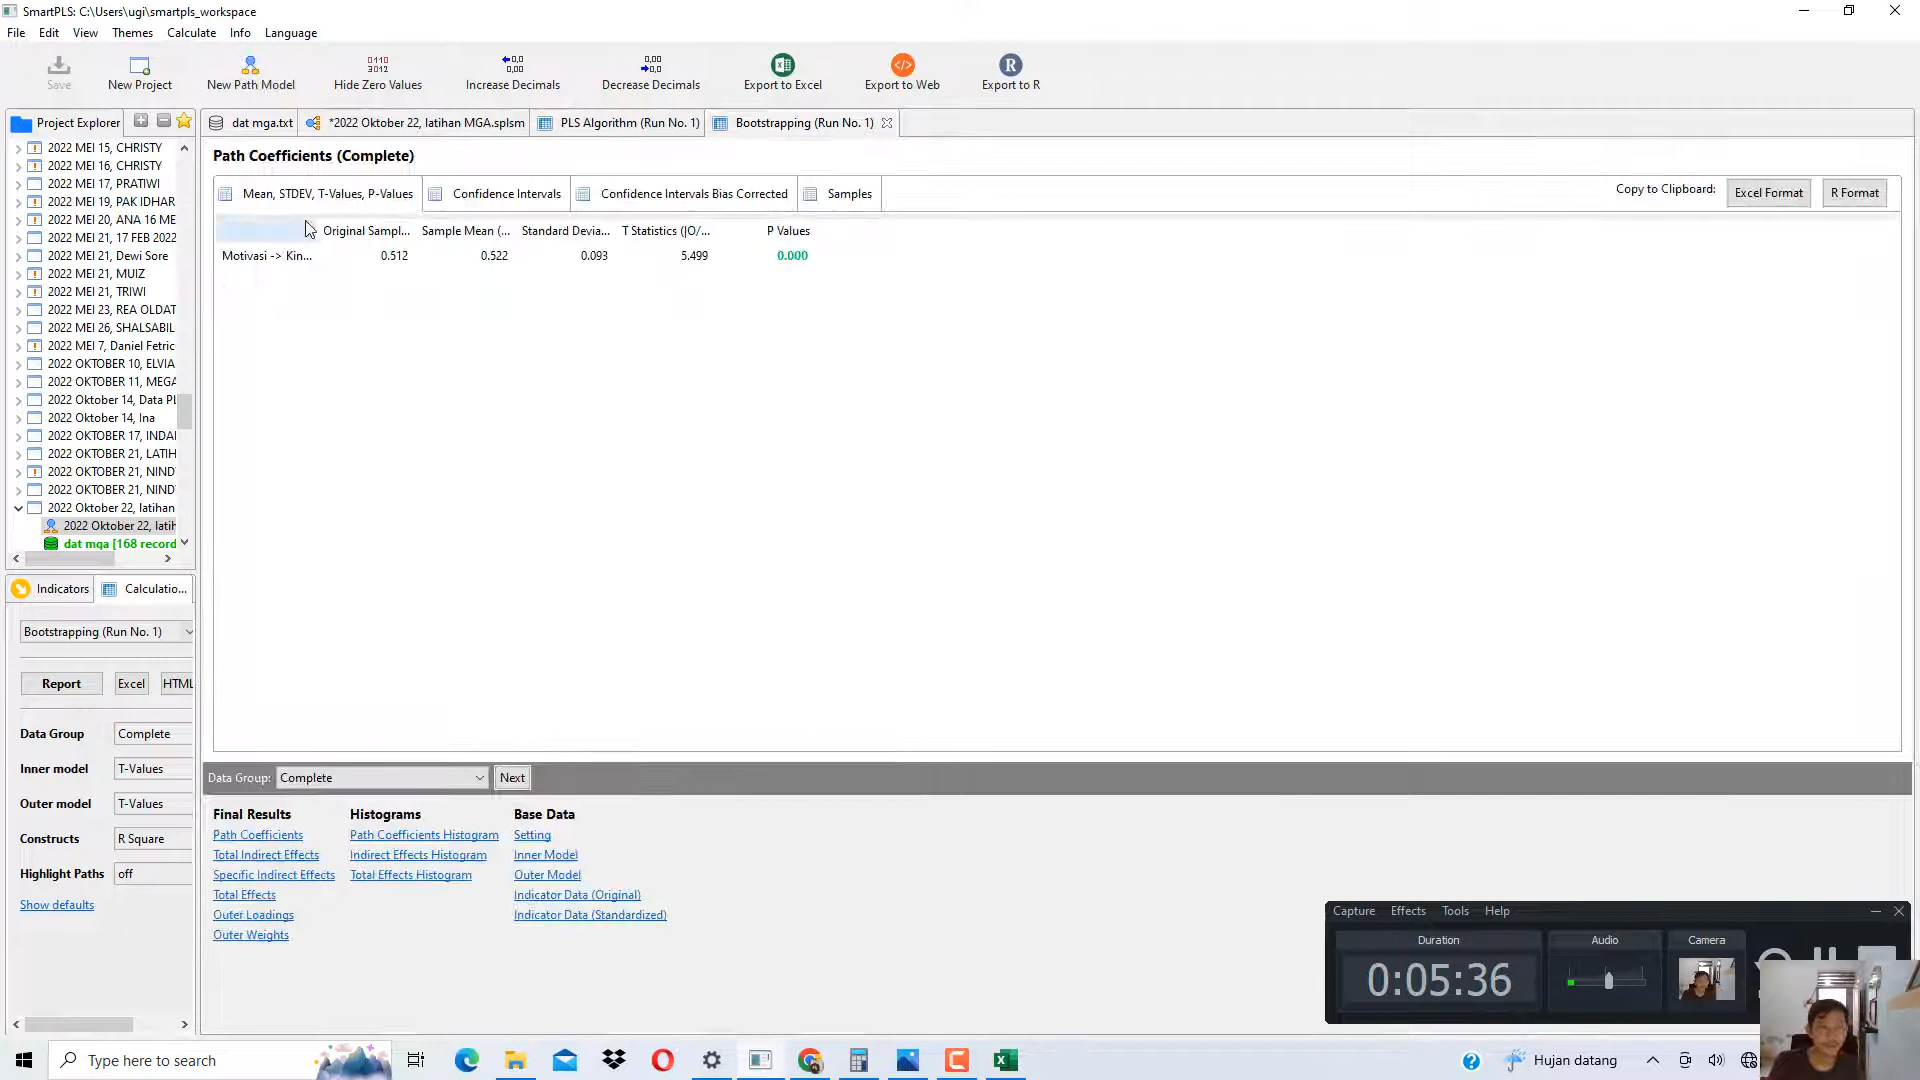 SmartPLS: C:\Users\ugi\smartpls_workspace
File Edit View Themes Calculate Info Language
Save New Project New Path Model Hide Zero Values Increase Decimals Decrease Decimals Export to Excel Export to Web Export to R
Project Explorer dat mga.txt *2022 Oktober 22, latihan MGA.splsm PLS Algorithm (Run No. 1) Bootstrapping (Run No. 1)
2022 MEI 15, CHRISTY
2022 MEI 16, CHRISTY
2022 MEI 17, PRATIWI
2022 MEI 19, PAK IDHAR
2022 MEI 20, ANA 16 ME
2022 MEI 21, 17 FEB 2022
2022 MEI 21, Dewi Sore
2022 MEI 21, MUIZ
2022 MEI 21, TRIWI
2022 MEI 23, REA OLDAT
2022 MEI 26, SHALSABIL
2022 MEI 7, Daniel Fetric
2022 OKTOBER 10, ELVIA
2022 OKTOBER 11, MEGA
2022 Oktober 14, Data PL
2022 Oktober 14, Ina
2022 OKTOBER 17, INDAI
2022 OKTOBER 21, LATIH
2022 OKTOBER 21, NIND
2022 OKTOBER 21, NIND
2022 Oktober 22, latihan
2022 Oktober 22, latih
dat mga [168 record
Path Coefficients (Complete)
Mean, STDEV, T-Values, P-Values Confidence Intervals Confidence Intervals Bias Corrected Samples
Copy to Clipboard: Excel Format R Format
Original Sampl... Sample Mean (... Standard Devia... T Statistics (|O/... P Values
Motivasi -> Kin... 0.512 0.522 0.093 5.499 0.000
Indicators Calculatio...
Bootstrapping (Run No. 1)
Report Excel HTML
Data Group Complete
Inner model T-Values
Outer model T-Values
Constructs R Square
Highlight Paths off
Show defaults
Data Group: Complete Next
Final Results
Path Coefficients
Total Indirect Effects
Specific Indirect Effects
Total Effects
Outer Loadings
Outer Weights
Histograms
Path Coefficients Histogram
Indirect Effects Histogram
Total Effects Histogram
Base Data
Setting
Inner Model
Outer Model
Indicator Data (Original)
Indicator Data (Standardized)
Capture Effects Tools Help
Duration Audio Camera
0:05:36
Type here to search
Hujan datang